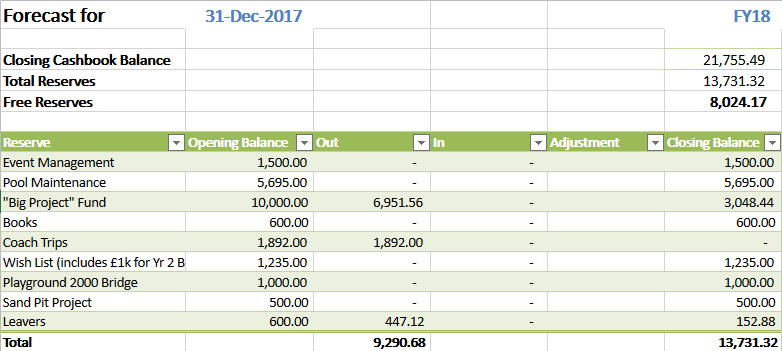 Forecast for 31-Dec-2017 FY18
Closing Cashbook Balance 21,755.49
Total Reserves 13,731.32
Free Reserves 8,024.17
Reserve Opening Balance Out In Adjustment Closing Balance
Event Management 1,500.00 - - 1,500.00
Pool Maintenance 5,695.00 - - 5,695.00
"Big Project" Fund 10,000.00 6,951.56 - 3,048.44
Books 600.00 - - 600.00
Coach Trips 1,892.00 1,892.00 - -
Wish List (includes £1k for Yr 2 B 1,235.00 - - 1,235.00
Playground 2000 Bridge 1,000.00 - - 1,000.00
Sand Pit Project 500.00 - - 500.00
Leavers 600.00 447.12 - 152.88
Total 9,290.68 13,731.32